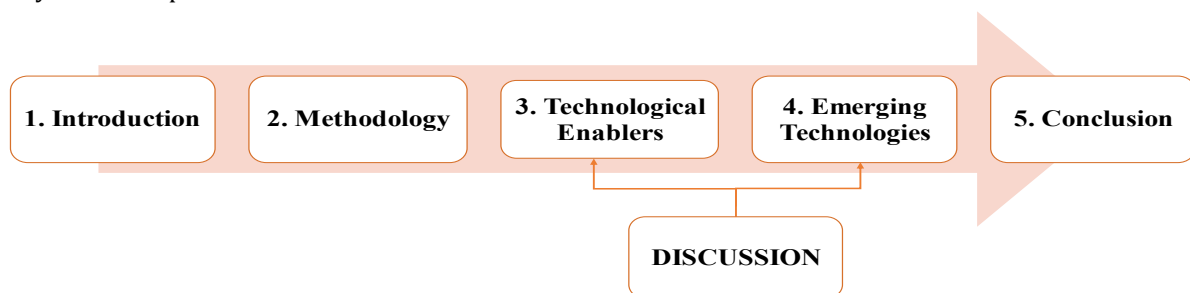 1. Introduction
2. Methodology
3. Technological
Enablers
4. Emerging
Technologies
5. Conclusion
DISCUSSION